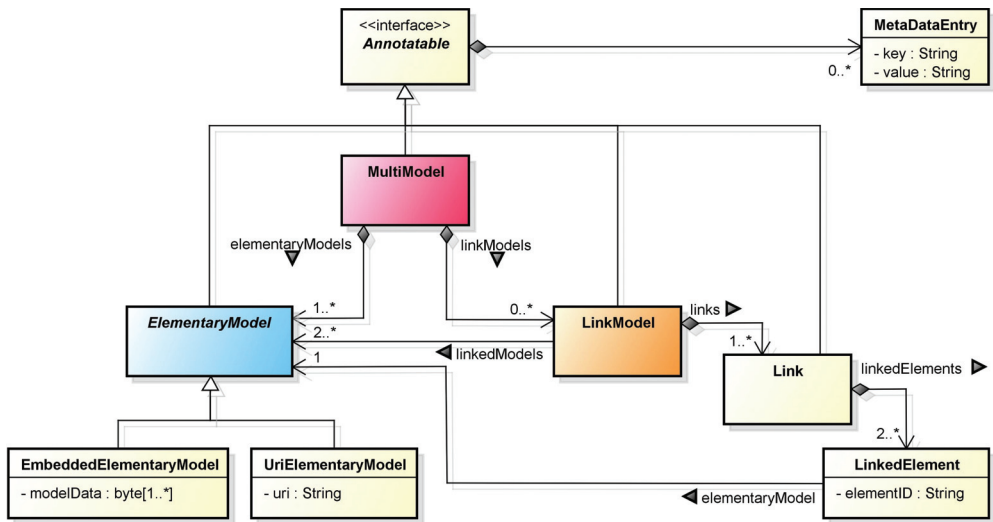 <<interface>>
Annotatable
MetaDataEntry
- key : String
- value : String
0..*
MultiModel
elementaryModels
linkModels
1..*
0..*
ElementaryModel
2..*
linkedModels
1
LinkModel
links
1..*
Link
linkedElements
2..*
EmbeddedElementaryModel
- modelData : byte[1..*]
UriElementaryModel
- uri : String
elementaryModel
LinkedElement
- elementID : String